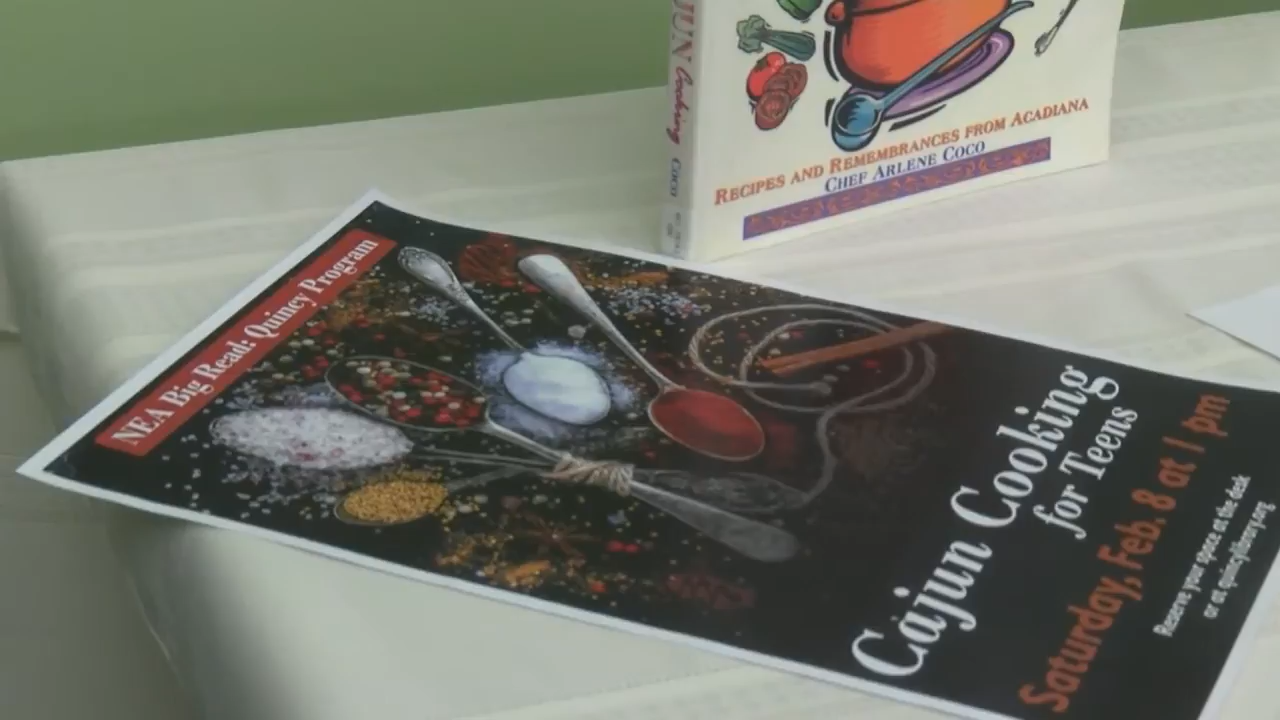 JUN Cooking COCO
RECIPES AND REMEMBRANCES FROM ACADIANA
CHEF ARLENE COCO
NEA Big Read: Quincy Program
Cajun Cooking
for Teens
Saturday, Feb. 8 at 1 pm
Reserve your space at the desk
or at quincylibrary.org